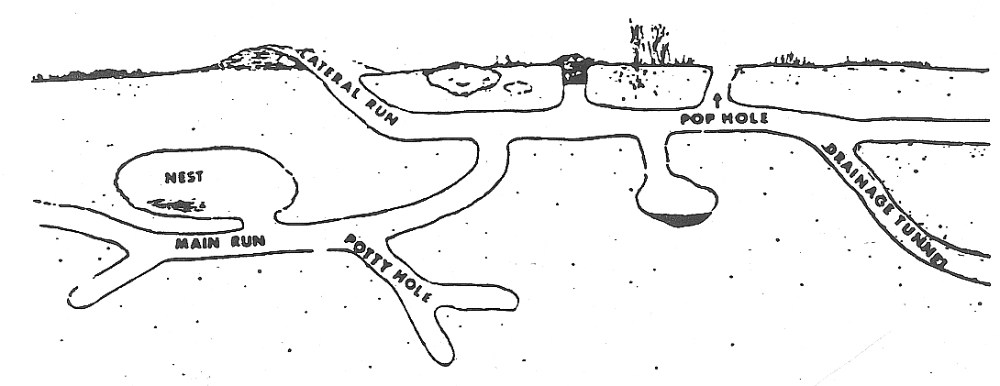 LATERAL RUN
POP HOLE
NEST
DRAINAGE TUNNEL
MAIN RUN
POTTY HOLE